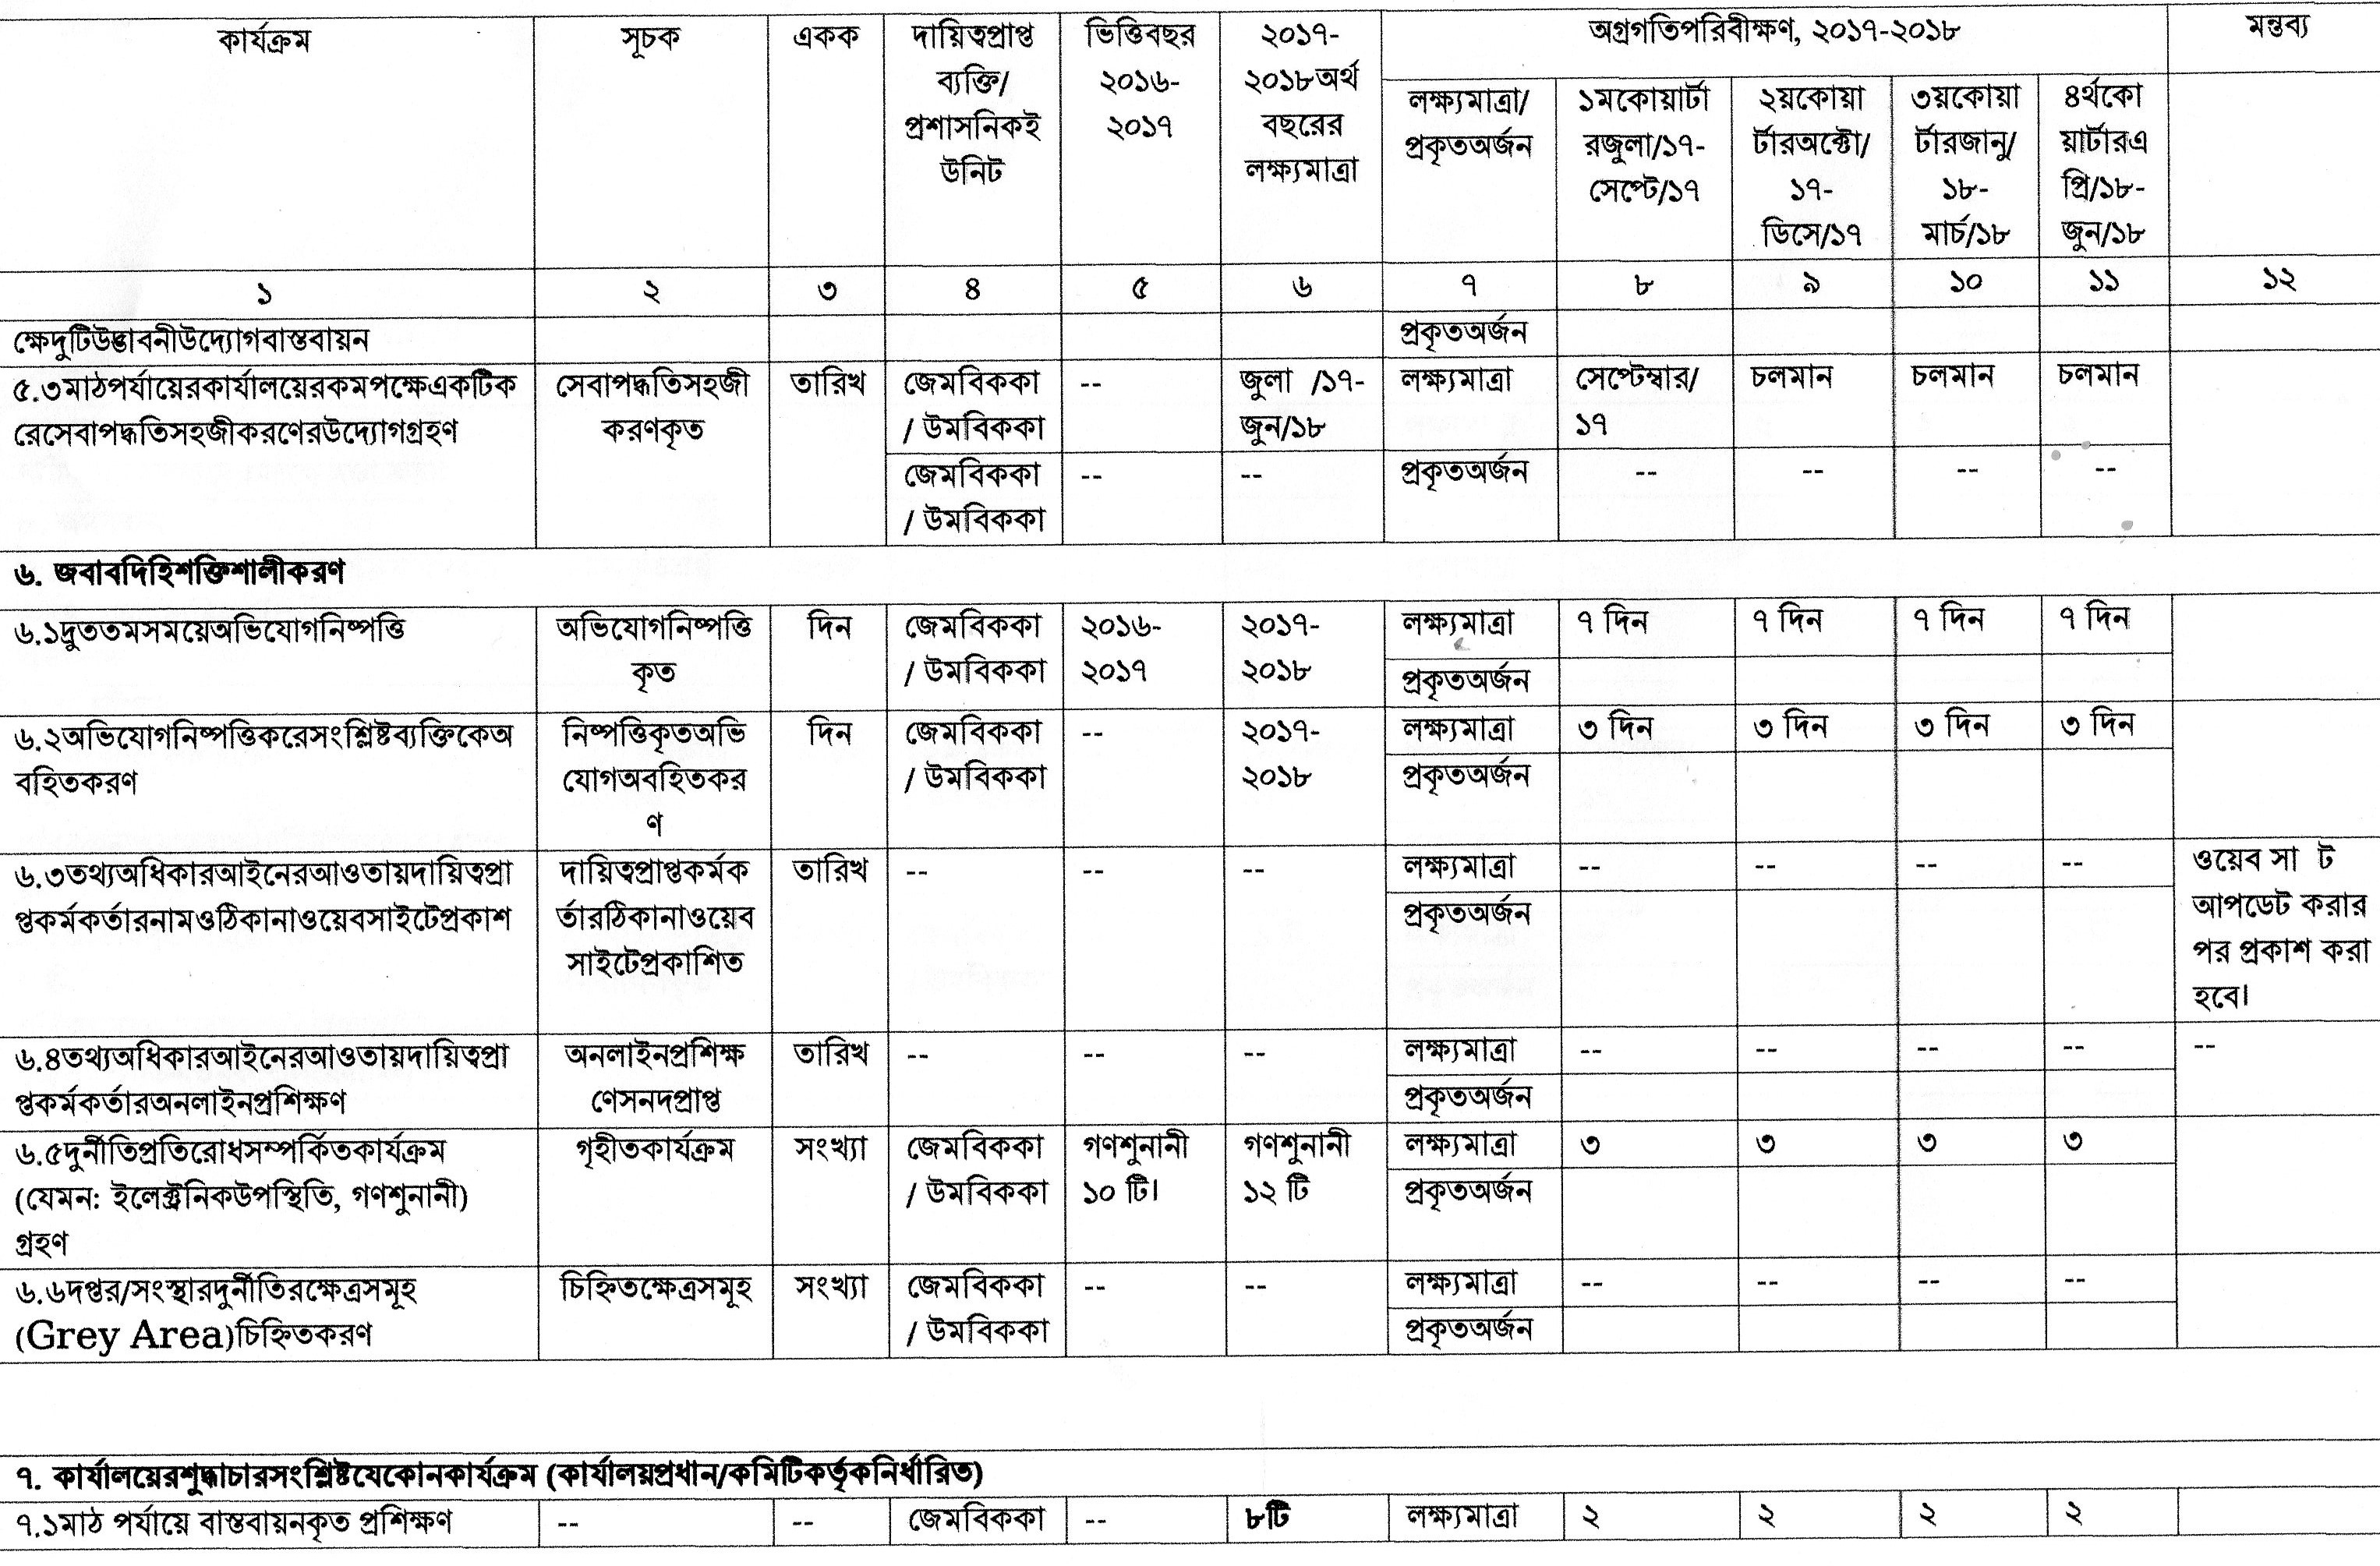 কার্যক্রম
সূচক
একক
দায়িত্বপ্রাপ্ত
ব্যক্তি/
প্রশাসনিকই
উনিট
ভিত্তিবছর
২০১৬-
২০১৭
২০১৭-
২০১৮অর্থ
বছরের
লক্ষ্যমাত্রা
অগ্রগতিপরিবীক্ষণ, ২০১৭-২০১৮
মন্তব্য
লক্ষ্যমাত্রা/
প্রকৃতঅর্জন
১মকোয়ার্টা
রজুলা/১৭-
সেপ্টে/১৭
২য়কোয়া
র্টারঅক্টো/
১৭-
ডিসে/১৭
৩য়কোয়া
র্টারজানু/
১৮-
মার্চ/১৮
৪র্থকো
য়ার্টারএ
প্রি/১৮-
জুন/১৮
১ ২ ৩ ৪ ৫ ৬ ৭ ৮ ৯ ১০ ১১ ১২
ক্ষেদুটিউদ্ভাবনীউদ্যোগবাস্তবায়ন
প্রকৃতঅর্জন
৫.৩মাঠপর্যায়েরকার্যালয়েরকমপক্ষেএকটিক
রেসেবাপদ্ধতিসহজীকরণেরউদ্যোগগ্রহণ
সেবাপদ্ধতিসহজী
করণকৃত
তারিখ
জেমবিককা
/ উমবিককা
--
জুলা /১৭-
জুন/১৮
লক্ষ্যমাত্রা
সেপ্টেম্বার/
১৭
চলমান
চলমান
চলমান
জেমবিককা
/ উমবিককা
--
--
প্রকৃতঅর্জন
--
--
--
--
৬. জবাবদিহিশক্তিশালীকরণ
৬.১দ্রুততমসময়েঅভিযোগনিষ্পত্তি
অভিযোগনিষ্পত্তি
কৃত
দিন
জেমবিককা
/ উমবিককা
২০১৬-
২০১৭
২০১৭-
২০১৮
লক্ষ্যমাত্রা
৭ দিন
৭ দিন
৭ দিন
৭ দিন
প্রকৃতঅর্জন
৬.২অভিযোগনিষ্পত্তিকরেসংশ্লিষ্টব্যক্তিকেঅ
বহিতকরণ
নিষ্পত্তিকৃতঅভি
যোগঅবহিতকর
ণ
দিন
জেমবিককা
/ উমবিককা
--
২০১৭-
২০১৮
লক্ষ্যমাত্রা
৩ দিন
৩ দিন
৩ দিন
৩ দিন
প্রকৃতঅর্জন
৬.৩তথ্যঅধিকারআইনেরআওতায়দায়িত্বপ্রা
প্তকর্মকর্তারনামওঠিকানাওয়েবসাইটেপ্রকাশ
দায়িত্বপ্রাপ্তকর্মক
র্তারঠিকানাওয়েব
সাইটেপ্রকাশিত
তারিখ
--
--
--
লক্ষ্যমাত্রা
--
--
--
--
প্রকৃতঅর্জন
ওয়েব সা ট
আপডেট করার
পর প্রকাশ করা
হবে।
৬.৪তথ্যঅধিকারআইনেরআওতায়দায়িত্বপ্রা
প্তকর্মকর্তারঅনলাইনপ্রশিক্ষণ
অনলাইনপ্রশিক্ষ
ণেসনদপ্রাপ্ত
তারিখ
--
--
--
লক্ষ্যমাত্রা
--
--
--
--
--
প্রকৃতঅর্জন
৬.৫দুর্নীতিপ্রতিরোধসম্পর্কিতকার্যক্রম
(যেমন: ইলেক্ট্রনিকউপস্থিতি, গণশুনানী)
গ্রহণ
গৃহীতকার্যক্রম
সংখ্যা
জেমবিককা
/ উমবিককা
গণশুনানী
১০ টি।
গণশুনানী
১২ টি
লক্ষ্যমাত্রা
৩
৩
৩
৩
প্রকৃতঅর্জন
৬.৬দপ্তর/সংস্থারদুর্নীতিরক্ষেত্রসমূহ
(Grey Area)চিহ্নিতকরণ
চিহ্নিতক্ষেত্রসমূহ
সংখ্যা
জেমবিককা
/ উমবিককা
--
--
লক্ষ্যমাত্রা
--
--
--
--
প্রকৃতঅর্জন
৭. কার্যালয়েরশুদ্ধাচারসংশ্লিষ্টযেকোনকার্যক্রম (কার্যালয়প্রধান/কমিটিকর্তৃকনির্ধারিত)
৭.১মাঠ পর্যায়ে বাস্তবায়নকৃত প্রশিক্ষণ
--
--
জেমবিককা
--
৮টি
লক্ষ্যমাত্রা
২
২
২
২